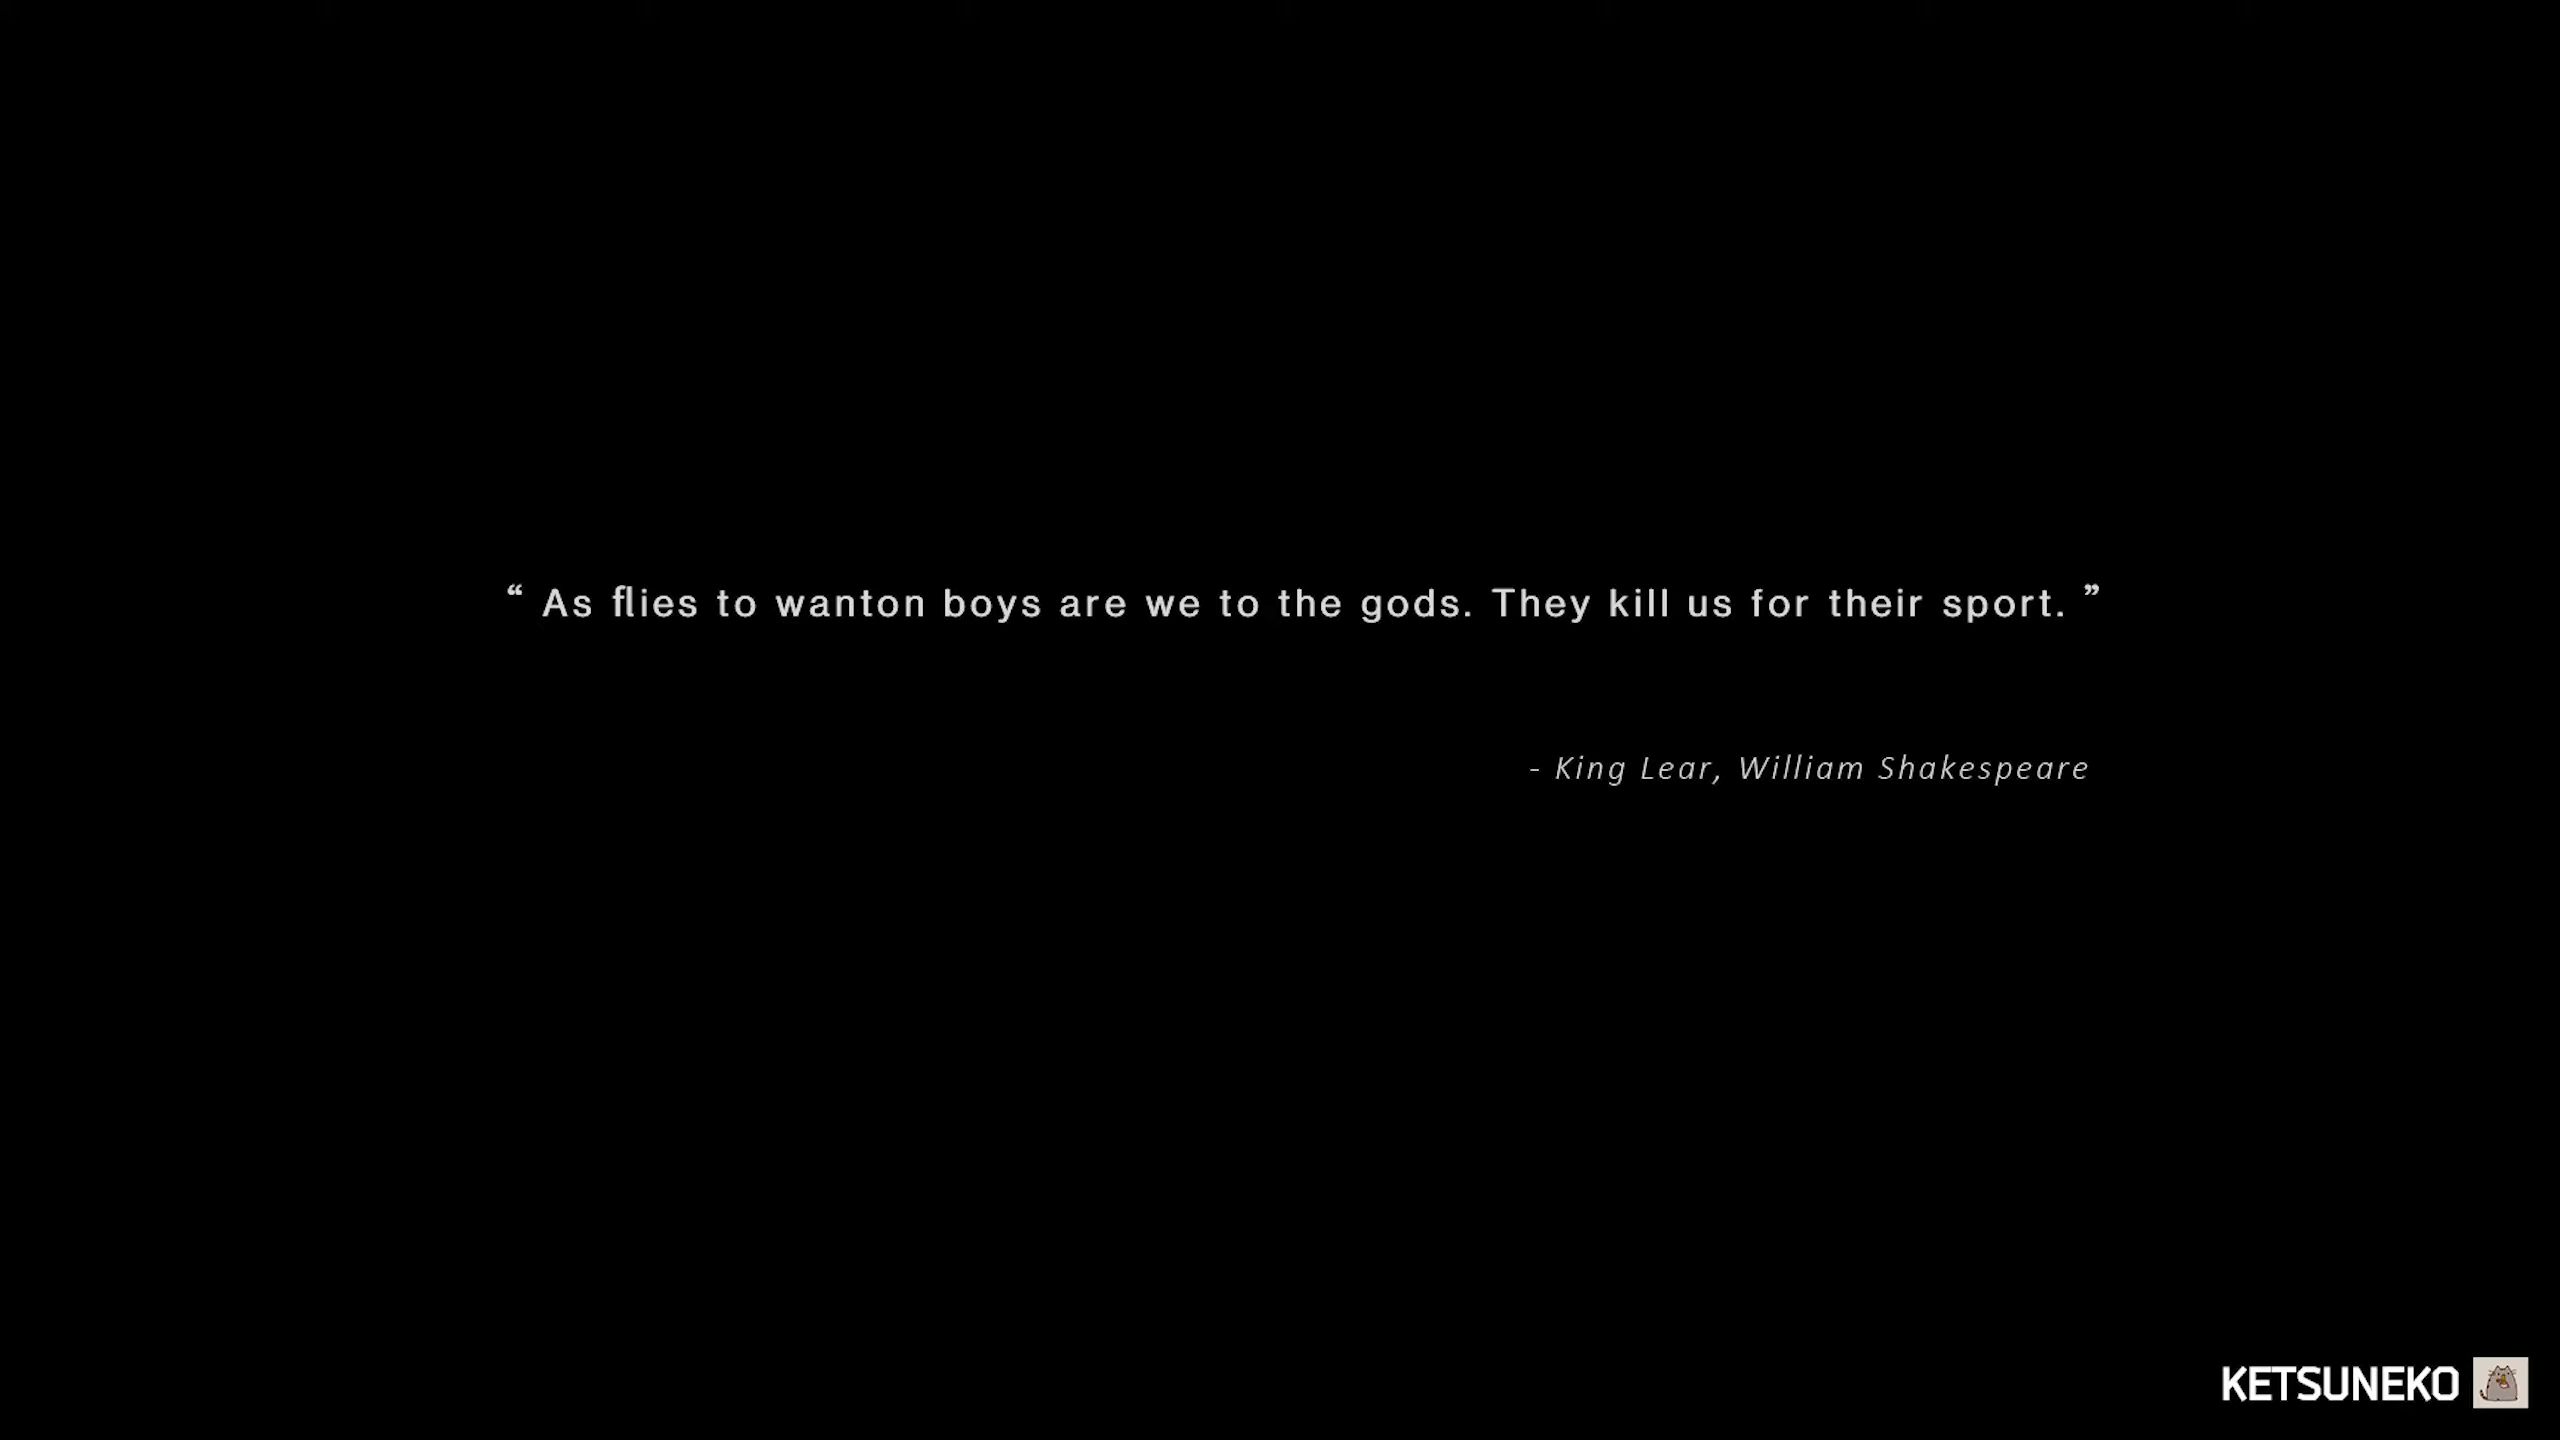 “ As flies to wanton boys are we to the gods. They kill us for their sport. ”
- King Lear, William Shakespeare
KETSUNEKO